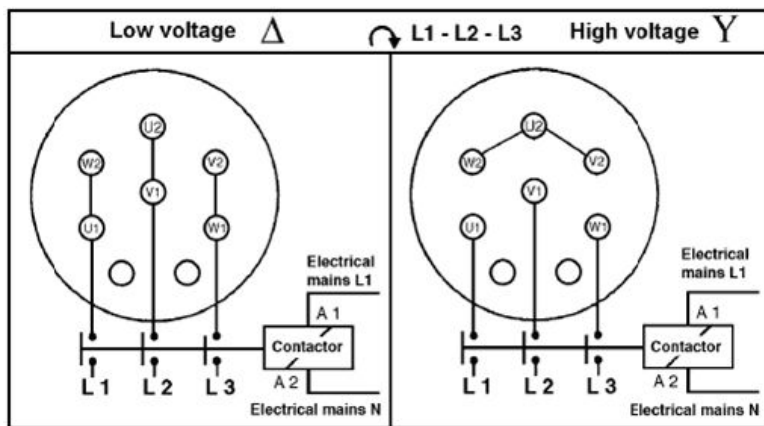 Low voltage Δ
L1 - L2 - L3
High voltage Y
U2
W2
V2
V1
U1
W1
Electrical
mains L1
A 1
Contactor
A 2
L 1
L 2
L 3
Electrical mains N
U2
W2
V2
V1
U1
W1
Electrical
mains L1
A 1
Contactor
A 2
L 1
L 2
L 3
Electrical mains N